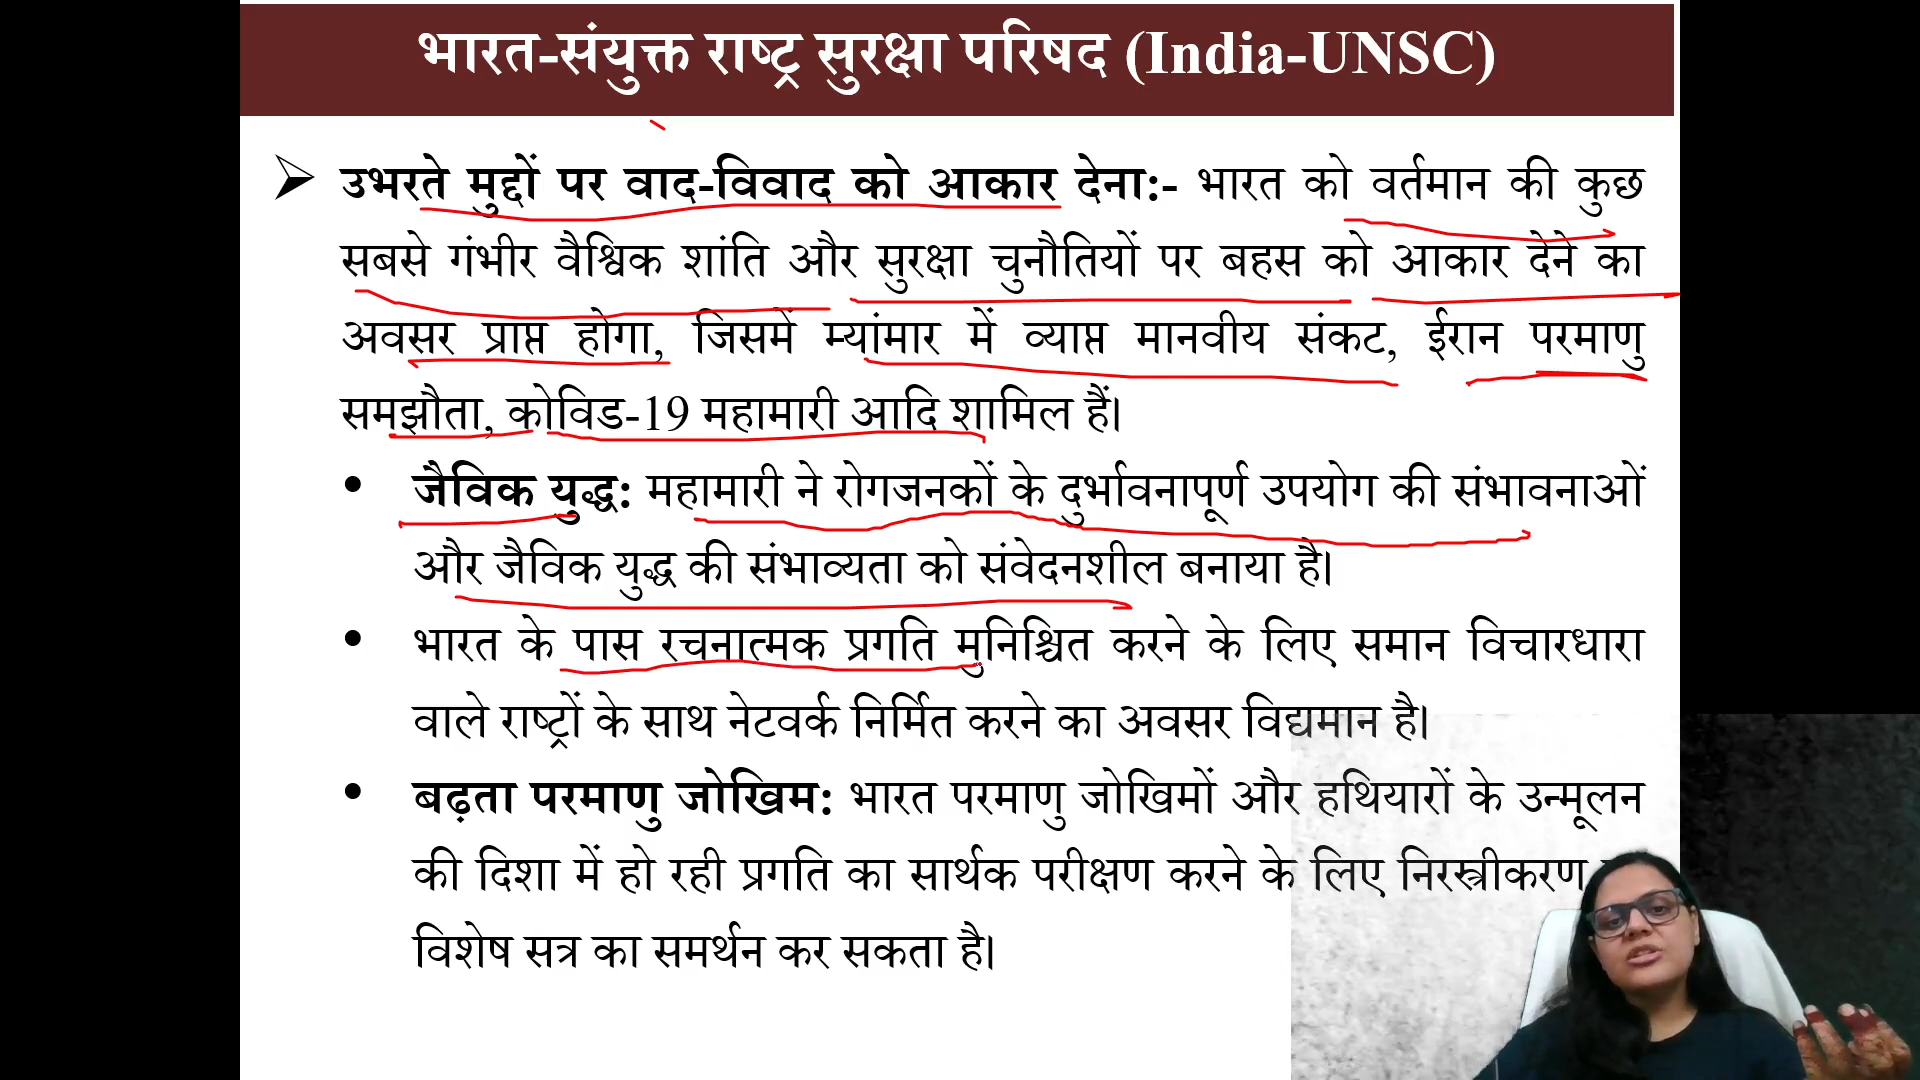 भारत-संयुक्त राष्ट्र सुरक्षा परिषद (India-UNSC)
उभरते मुद्दों पर वाद-विवाद को आकार देना:- भारत को वर्तमान की कुछ
सबसे गंभीर वैश्विक शांति और सुरक्षा चुनौतियों पर बहस को आकार देने का
अवसर प्राप्त होगा, जिसमें म्यांमार में व्याप्त मानवीय संकट, ईरान परमाणु
समझौता, कोविड-19 महामारी आदि शामिल हैं।
• जैविक युद्ध: महामारी ने रोगजनकों के दुर्भावनापूर्ण उपयोग की संभावनाओं
और जैविक युद्ध की संभाव्यता को संवेदनशील बनाया है।
• भारत के पास रचनात्मक प्रगति मुनिश्चित करने के लिए समान विचारधारा
वाले राष्ट्रों के साथ नेटवर्क निर्मित करने का अवसर विद्यमान है।
• बढ़ता परमाणु जोखिम: भारत परमाणु जोखिमों और हथियारों के उन्मूलन
की दिशा में हो रही प्रगति का सार्थक परीक्षण करने के लिए निरस्त्रीकरण
विशेष सत्र का समर्थन कर सकता है।